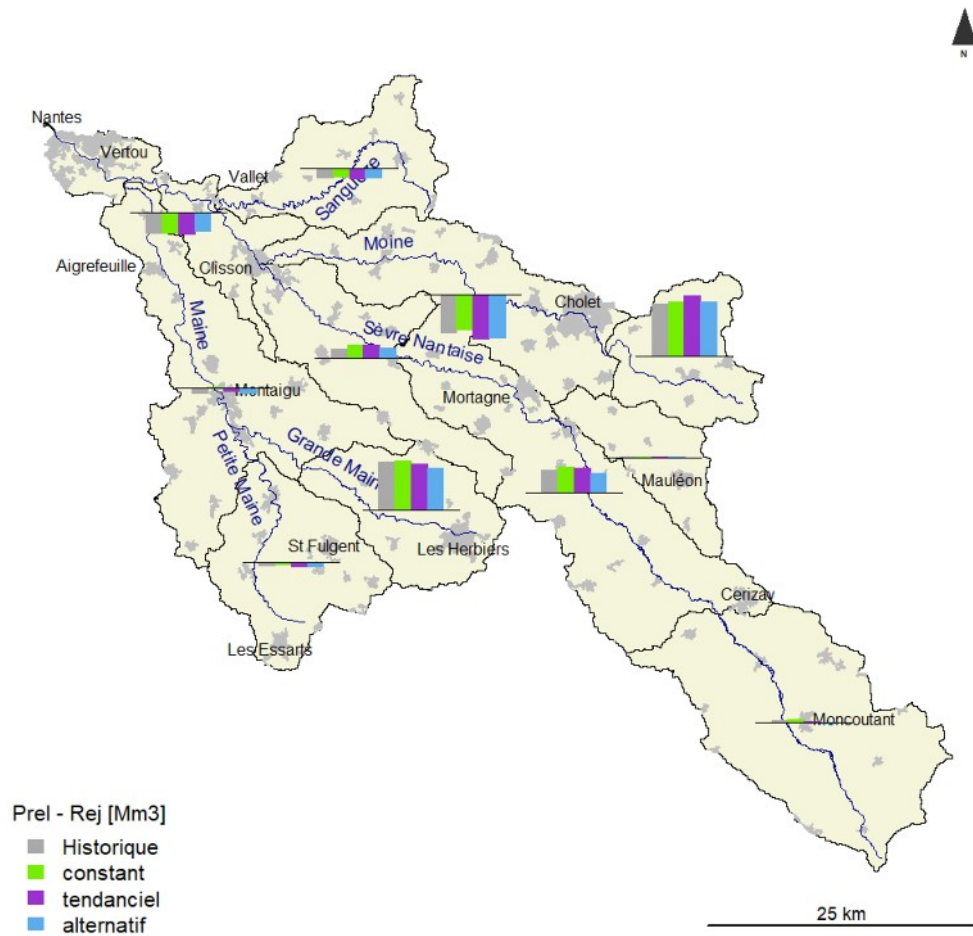 N
Nantes
Vertou
Vallet
Sanguèze
Moine
Aigrefeuille
Clisson
Cholet
Maine
Sèvre Nantaise
Mortagne
Montaigu
Grande Main
Petite Maine
Mauléon
St Fulgent
Les Herbiers
Cerizay
Les Essarts
Moncoutant
Prel - Rej [Mm3]
Historique
constant
tendanciel
alternatif
25 km